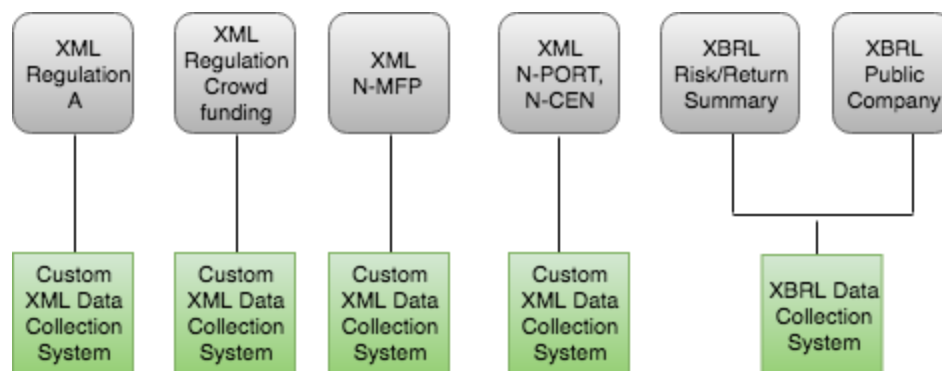 XML
Regulation
A
XML
Regulation
Crowd
funding
XML
N-MFP
XML
N-PORT,
N-CEN
XBRL
Risk/Return
Summary
XBRL
Public
Company
Custom
XML Data
Collection
System
Custom
XML Data
Collection
System
Custom
XML Data
Collection
System
Custom
XML Data
Collection
System
XBRL Data
Collection
System